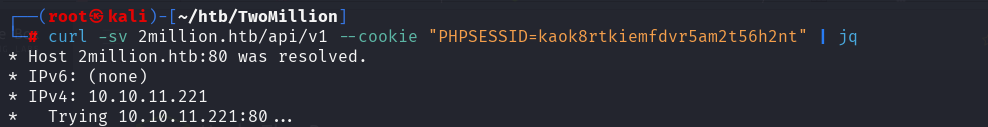 ┌──(root㉿kali)-[~/htb/TwoMillion]
└─# curl -sv 2million.htb/api/v1 --cookie "PHPSESSID=kaok8rtkiemfdvr5am2t56h2nt" | jq
* Host 2million.htb:80 was resolved.
* IPv6: (none)
* IPv4: 10.10.11.221
*   Trying 10.10.11.221:80...